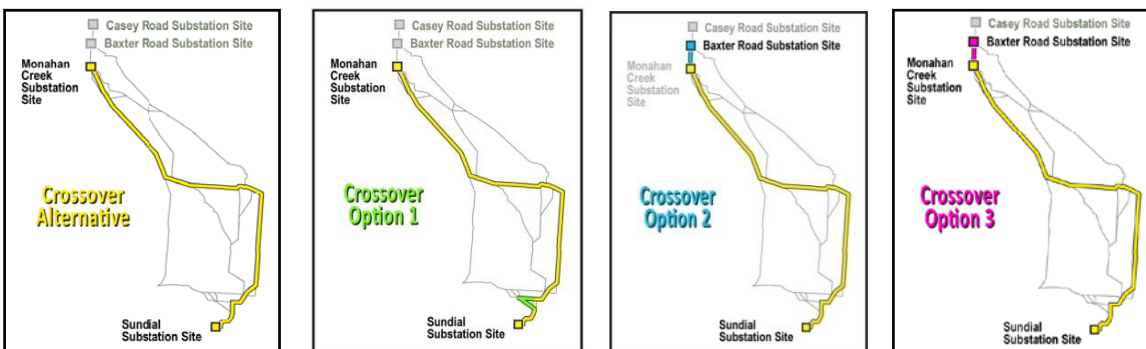 Casey Road Substation Site
Baxter Road Substation Site
Monahan
Creek
Substation
Site
Crossover
Alternative
Sundial
Substation Site
Casey Road Substation Site
Baxter Road Substation Site
Monahan
Creek
Substation
Site
Crossover
Option 1
Sundial
Substation Site
Casey Road Substation Site
Baxter Road Substation Site
Monahan
Creek
Substation
Site
Crossover
Option 2
Sundial
Substation Site
Casey Road Substation Site
Baxter Road Substation Site
Monahan
Creek
Substation
Site
Crossover
Option 3
Sundial
Substation Site